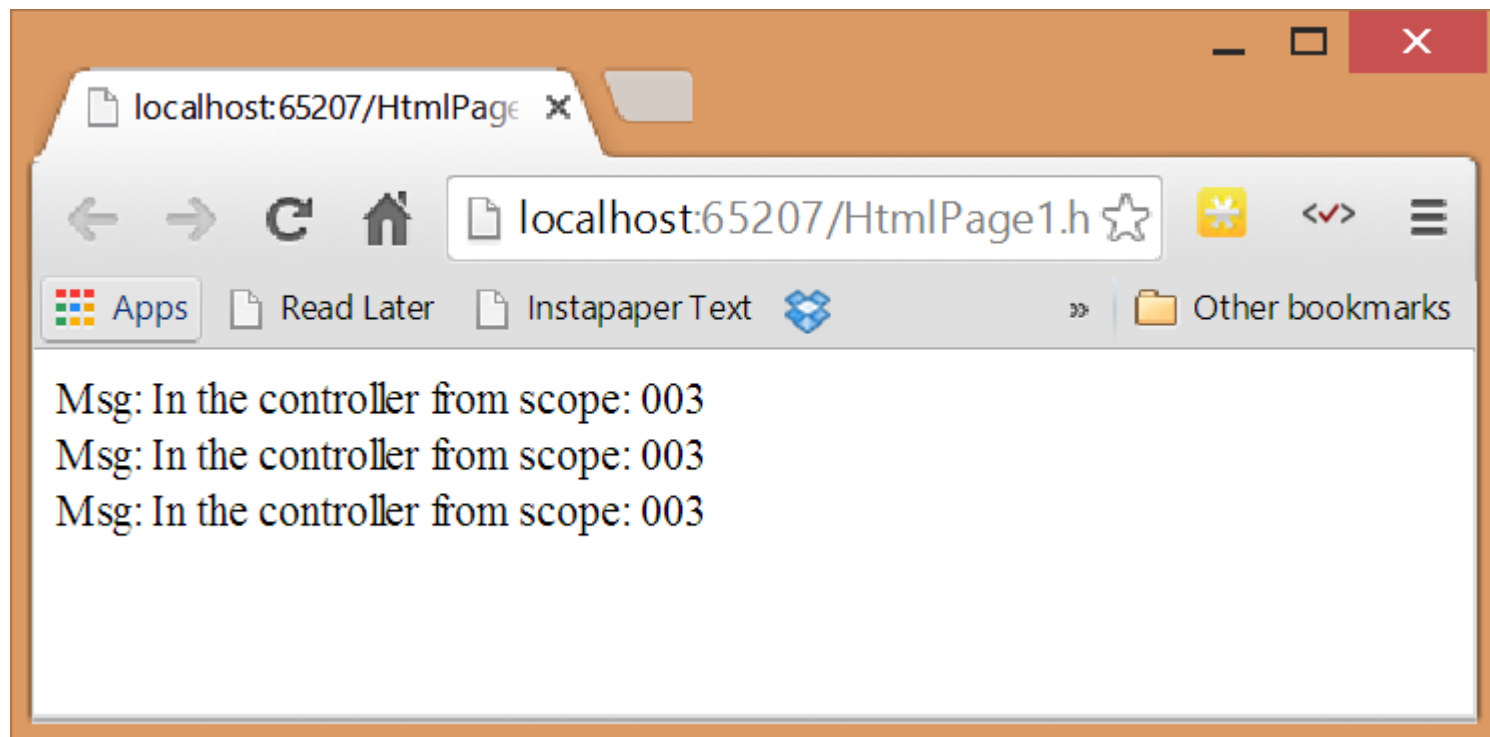 localhost:65207/HtmlPage
localhost:65207/HtmlPage1.h
Apps Read Later Instapaper Text » Other bookmarks
Msg: In the controller from scope: 003
Msg: In the controller from scope: 003
Msg: In the controller from scope: 003